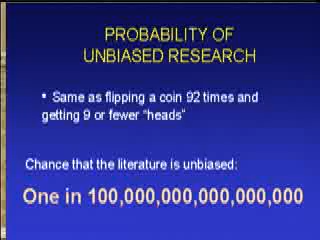 PROBABILITY OF
UNBIASED RESEARCH
• Same as flipping a coin 92 times and
getting 9 or fewer "heads"
Chance that the literature is unbiased:
One in 100,000,000,000,000,000